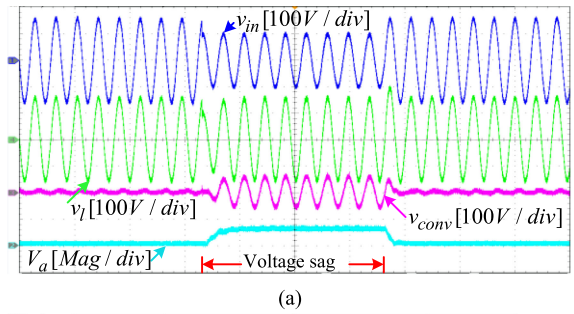 v_in [100V / div]
v_l [100V / div]
v_conv [100V / div]
V_a [Mag / div]
Voltage sag
(a)